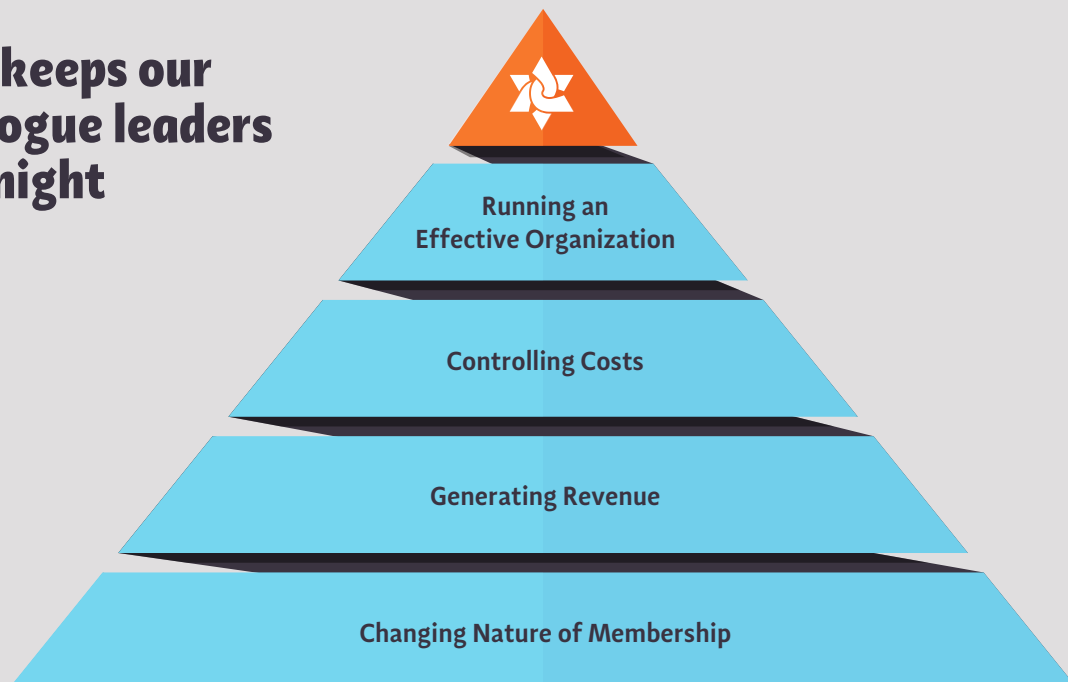 keeps our
ogue leaders
night
Running an
Effective Organization
Controlling Costs
Generating Revenue
Changing Nature of Membership